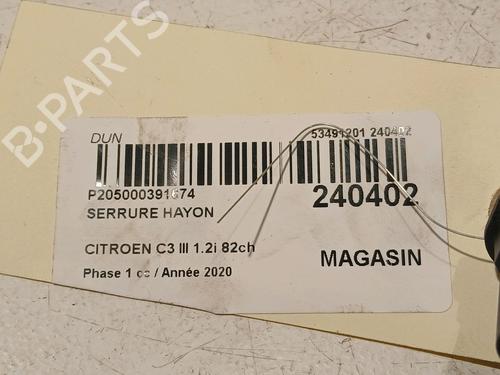 B-PARTS
DUN 53491201 240402
P205000391674
SERRURE HAYON
240402
CITROEN C3 III 1.2i 82ch
MAGASIN
Phase 1 cc / Année 2020